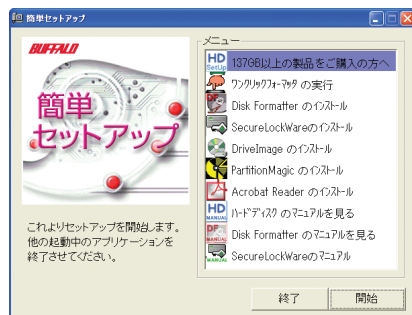 簡単セットアップ
BUFFALO
簡単
セットアップ
これよりセットアップを開始します。
他の起動中のアプリケーションを
終了させてください。
メニュー
HD
SetUp
137GB以上の製品をご購入の方へ
ワンクリックフォーマッタ の実行
DF
Disk Formatter のインストール
SecureLockWareのインストール
DriveImage のインストール
PartitionMagic のインストール
Acrobat Reader のインストール
HD
MANUAL
ハードディスク のマニュアルを見る
DF
MANUAL
Disk Formatter のマニュアルを見る
MANUAL
SecureLockWareのマニュアル
終了
開始